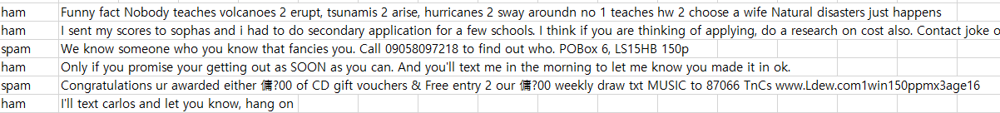 ham Funny fact Nobody teaches volcanoes 2 erupt, tsunamis 2 arise, hurricanes 2 sway aroundn no 1 teaches hw 2 choose a wife Natural disasters just happens
ham I sent my scores to sophas and i had to do secondary application for a few schools. I think if you are thinking of applying, do a research on cost also. Contact joke o
spam We know someone who you know that fancies you. Call 09058097218 to find out who. POBox 6, LS15HB 150p
ham Only if you promise your getting out as SOON as you can. And you'll text me in the morning to let me know you made it in ok.
spam Congratulations ur awarded either 傭?00 of CD gift vouchers & Free entry 2 our 傭?00 weekly draw txt MUSIC to 87066 TnCs www.Ldew.com1win150ppmx3age16
ham I'll text carlos and let you know, hang on